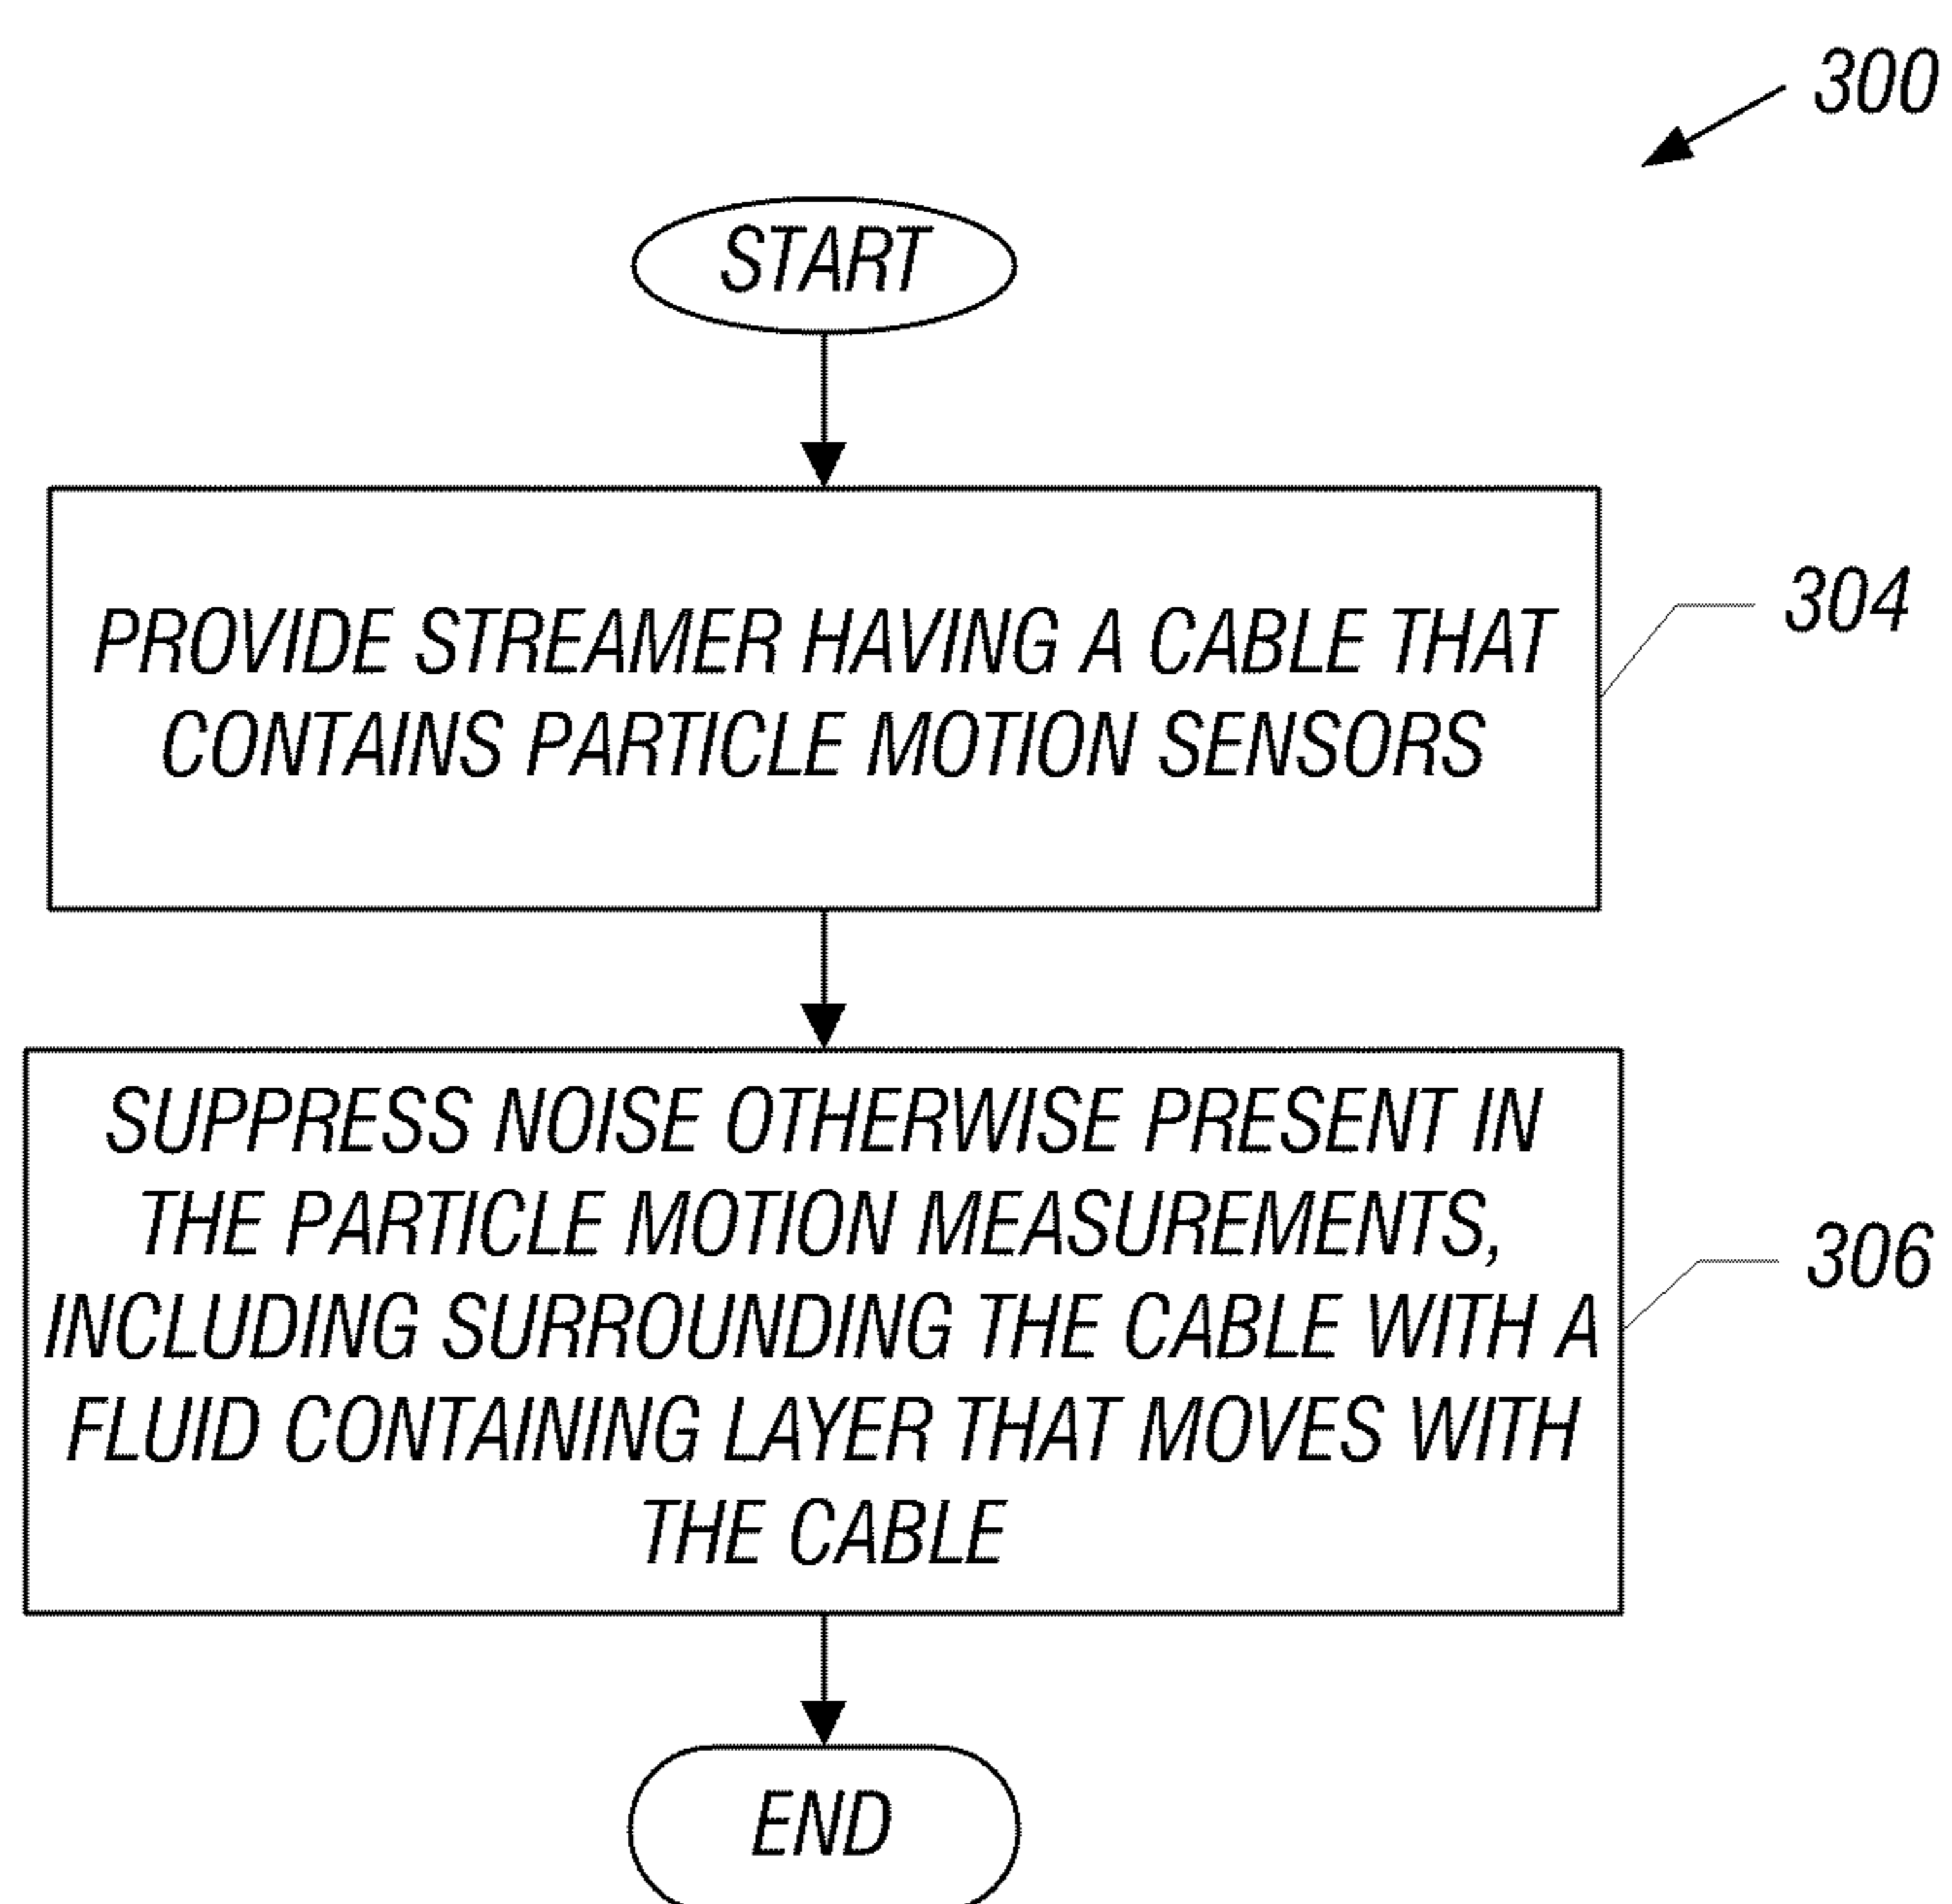 300
START
PROVIDE STREAMER HAVING A CABLE THAT
CONTAINS PARTICLE MOTION SENSORS
304
SUPPRESS NOISE OTHERWISE PRESENT IN
THE PARTICLE MOTION MEASUREMENTS,
INCLUDING SURROUNDING THE CABLE WITH A
FLUID CONTAINING LAYER THAT MOVES WITH
THE CABLE
306
END